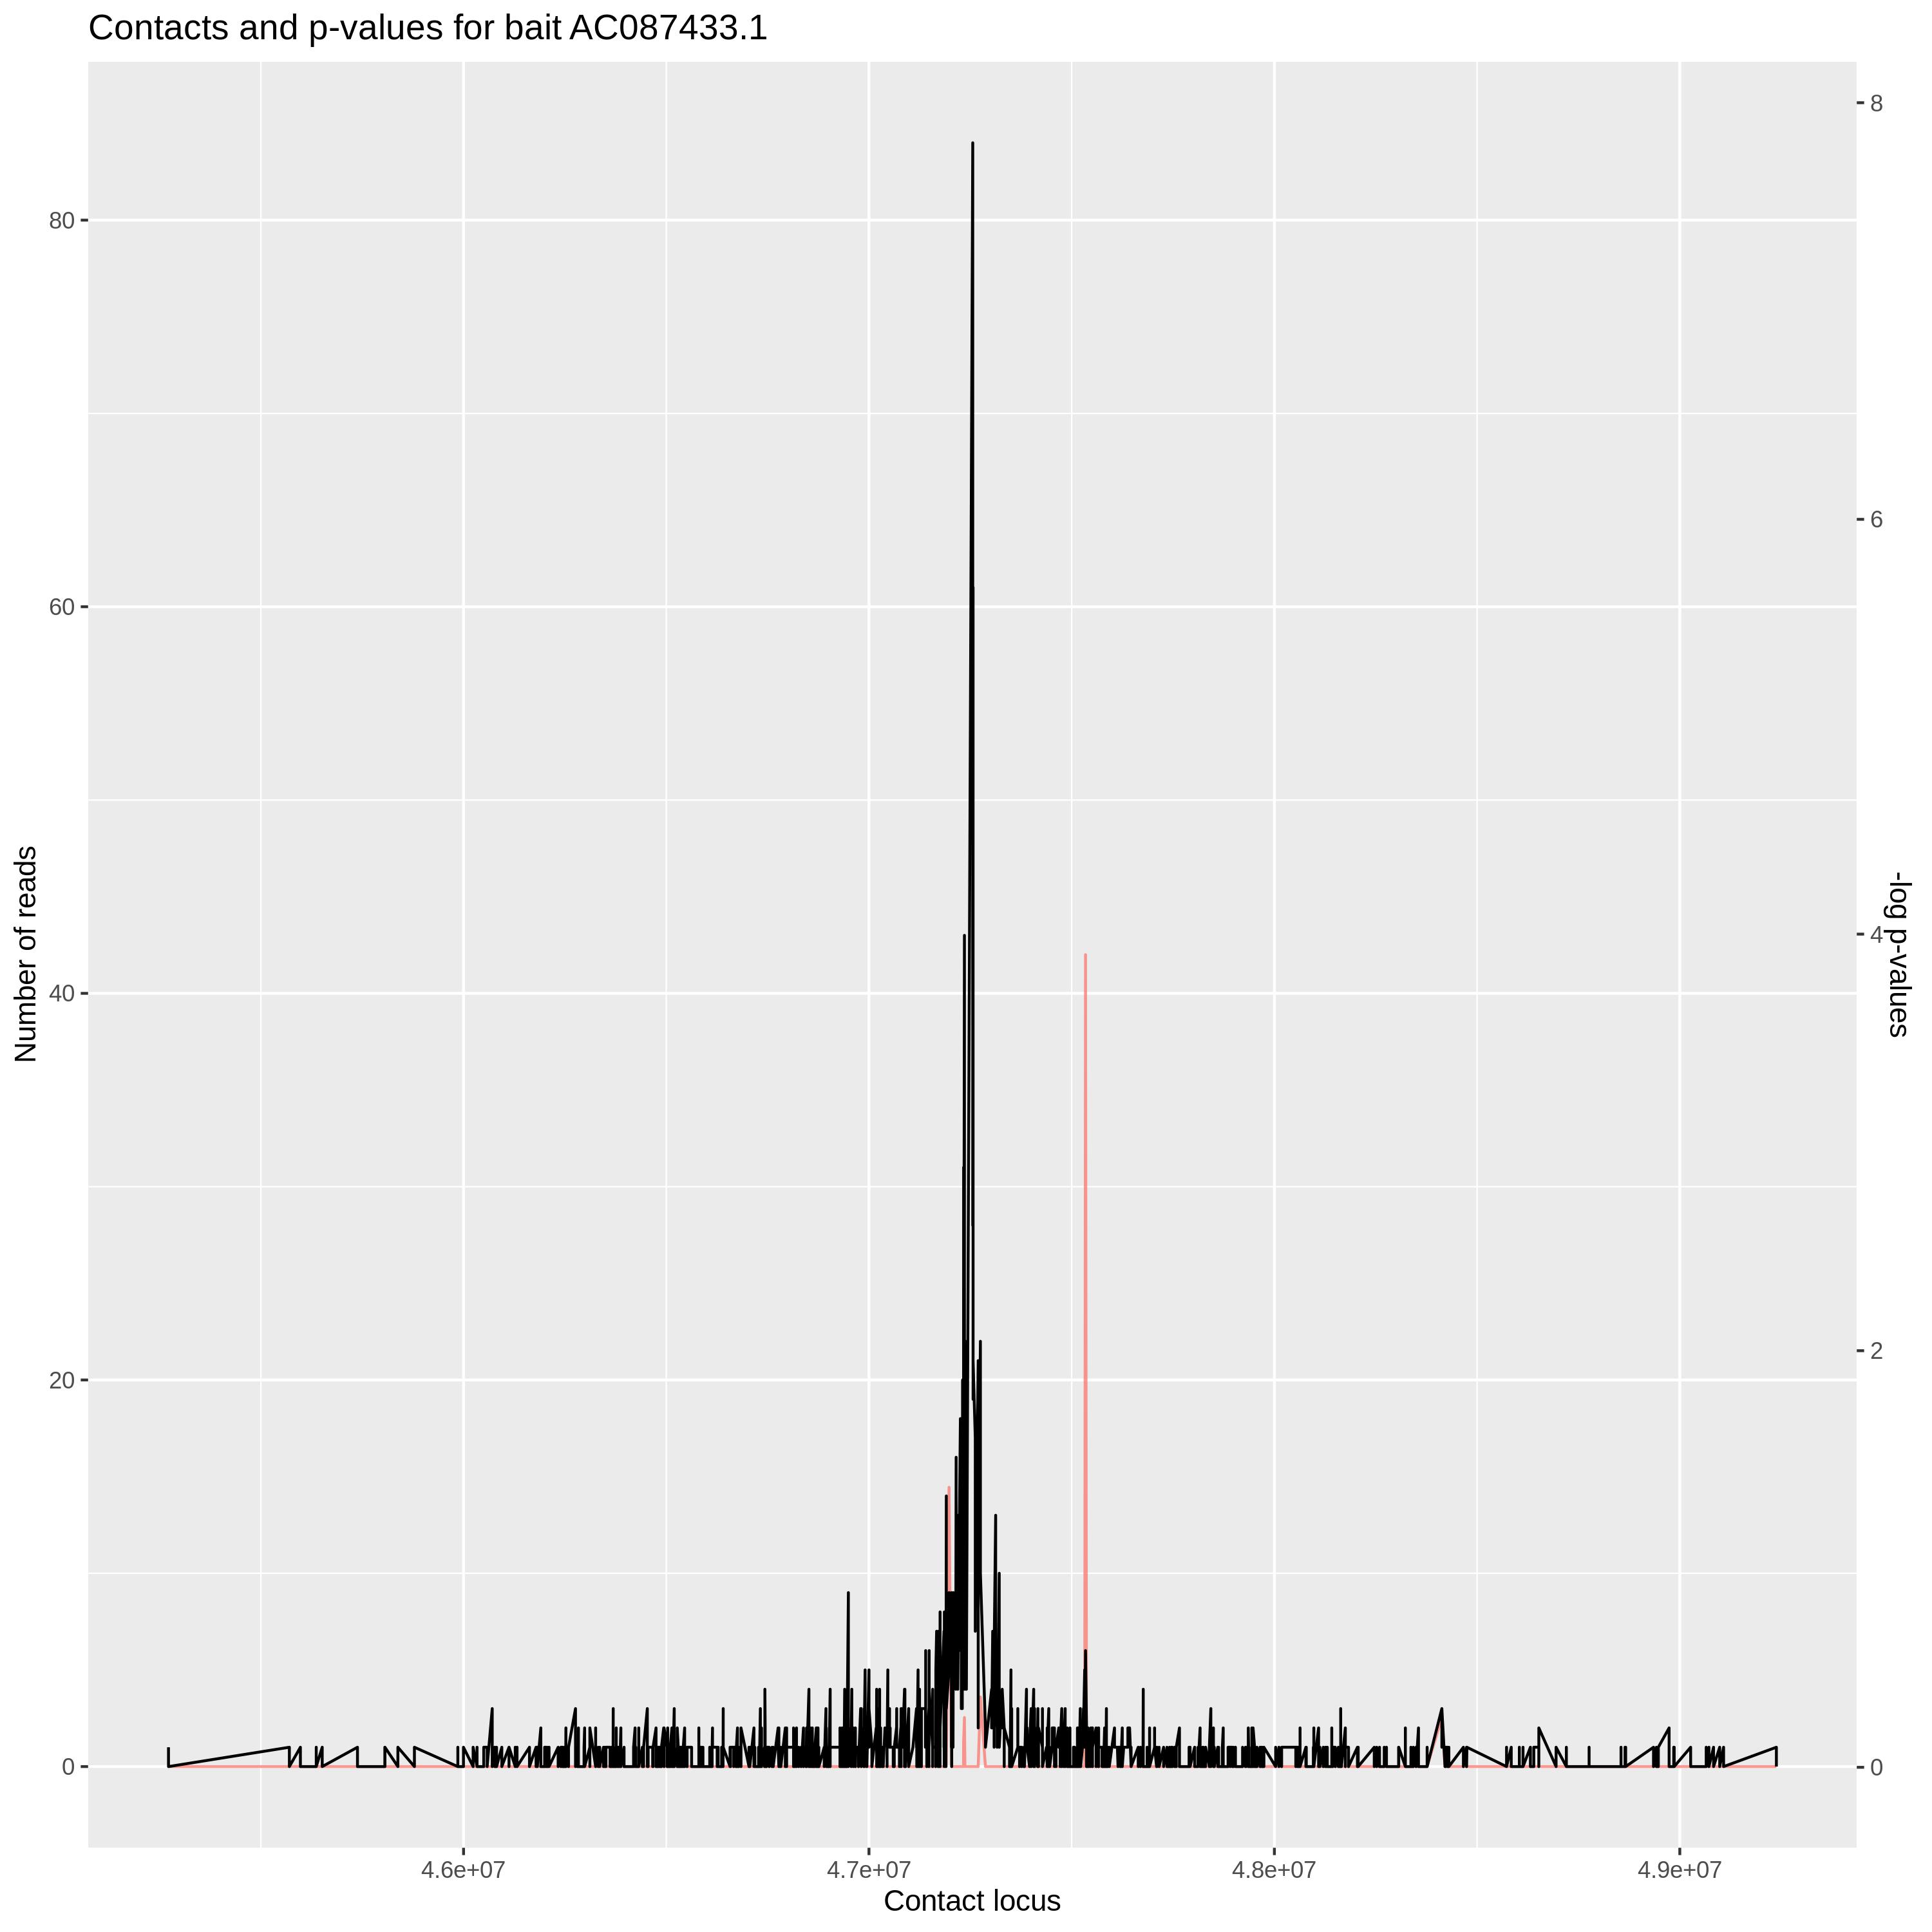 Contacts and p-values for bait AC087433.1
80
60
40
20
0
Number of reads
8
6
4
2
0
-log p-values
4.6e+07
4.7e+07
4.8e+07
4.9e+07
Contact locus